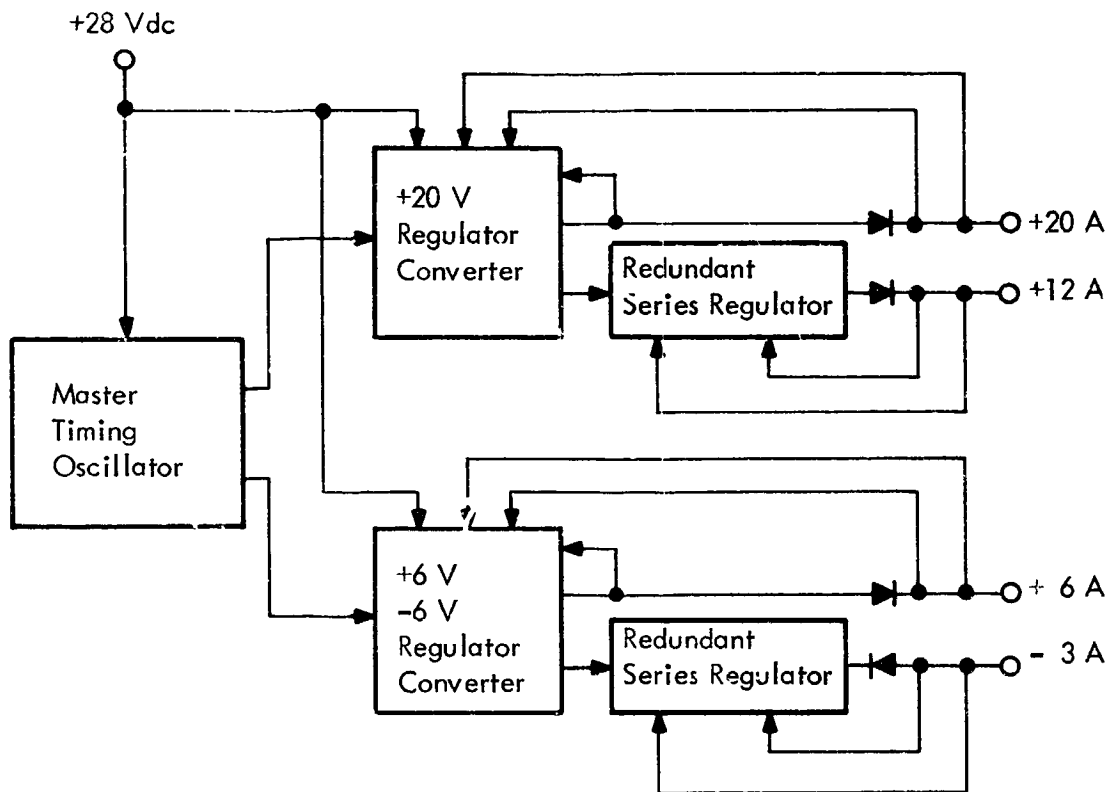 +28 Vdc
+20 V
Regulator
Converter
+20 A
Redundant
Series Regulator
+12 A
Master
Timing
Oscillator
+6 V
-6 V
Regulator
Converter
+ 6 A
Redundant
Series Regulator
- 3 A